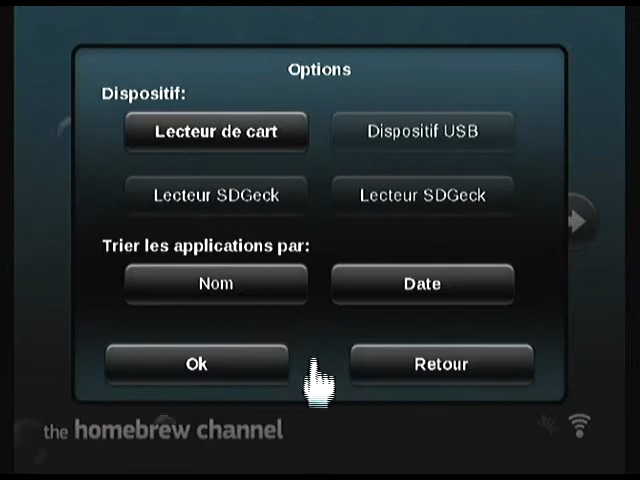 Options
Dispositif:
Lecteur de cart
Dispositif USB
Lecteur SDGeck
Lecteur SDGeck
Trier les applications par:
Nom
Date
Ok
Retour
the homebrew channel